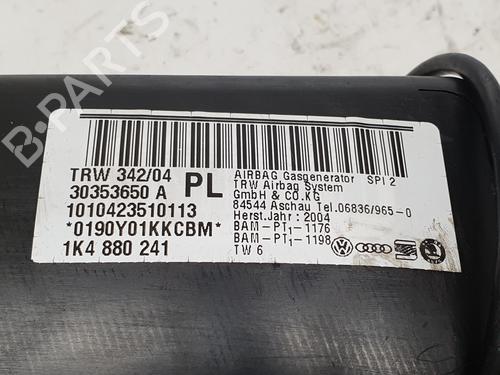 B-PARTS
TRW 342/04
30353650 A PL
1010423510113
*0190Y01KKCBM*
1K4 880 241
AIRBAG Gasgenerator SPI 2
TRW Airbag System
GmbH & CO.KG
84544 Aschau Tel.06836/965-0
Herst.Jahr : 2004
BAM-PT₁-1176
BAM-PT₁-1198
TW 6